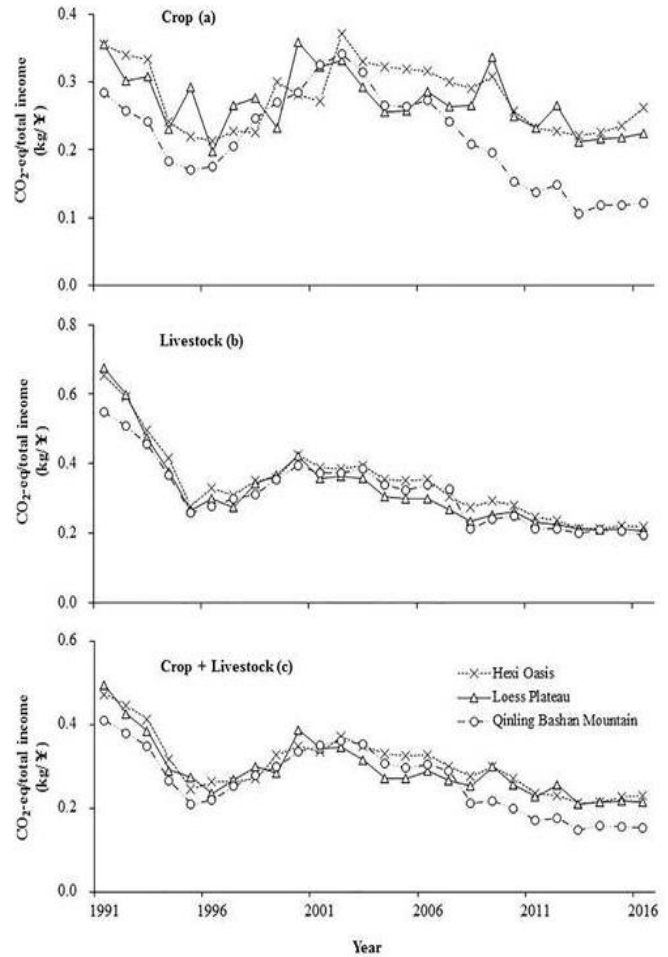 Crop (a)
CO₂-eq/total income
(kg/¥)
0.4
0.3
0.2
0.1
0.0
Livestock (b)
CO₂-eq/total income
(kg/¥)
0.8
0.6
0.4
0.2
0.0
Crop + Livestock (c)
CO₂-eq/total income
(kg/¥)
0.6
0.4
0.2
0.0
Hexi Oasis
Loess Plateau
Qinling Bashan Mountain
1991 1996 2001 2006 2011 2016
Year